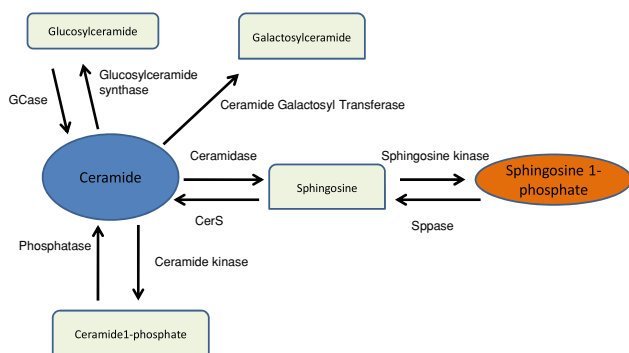 Glucosylceramide
Galactosylceramide
Glucosylceramide
synthase
GCase
Ceramide Galactosyl Transferase
Ceramidase
Sphingosine kinase
Ceramide
Sphingosine
Sphingosine 1-
phosphate
CerS
Sppase
Phosphatase
Ceramide kinase
Ceramide1-phosphate